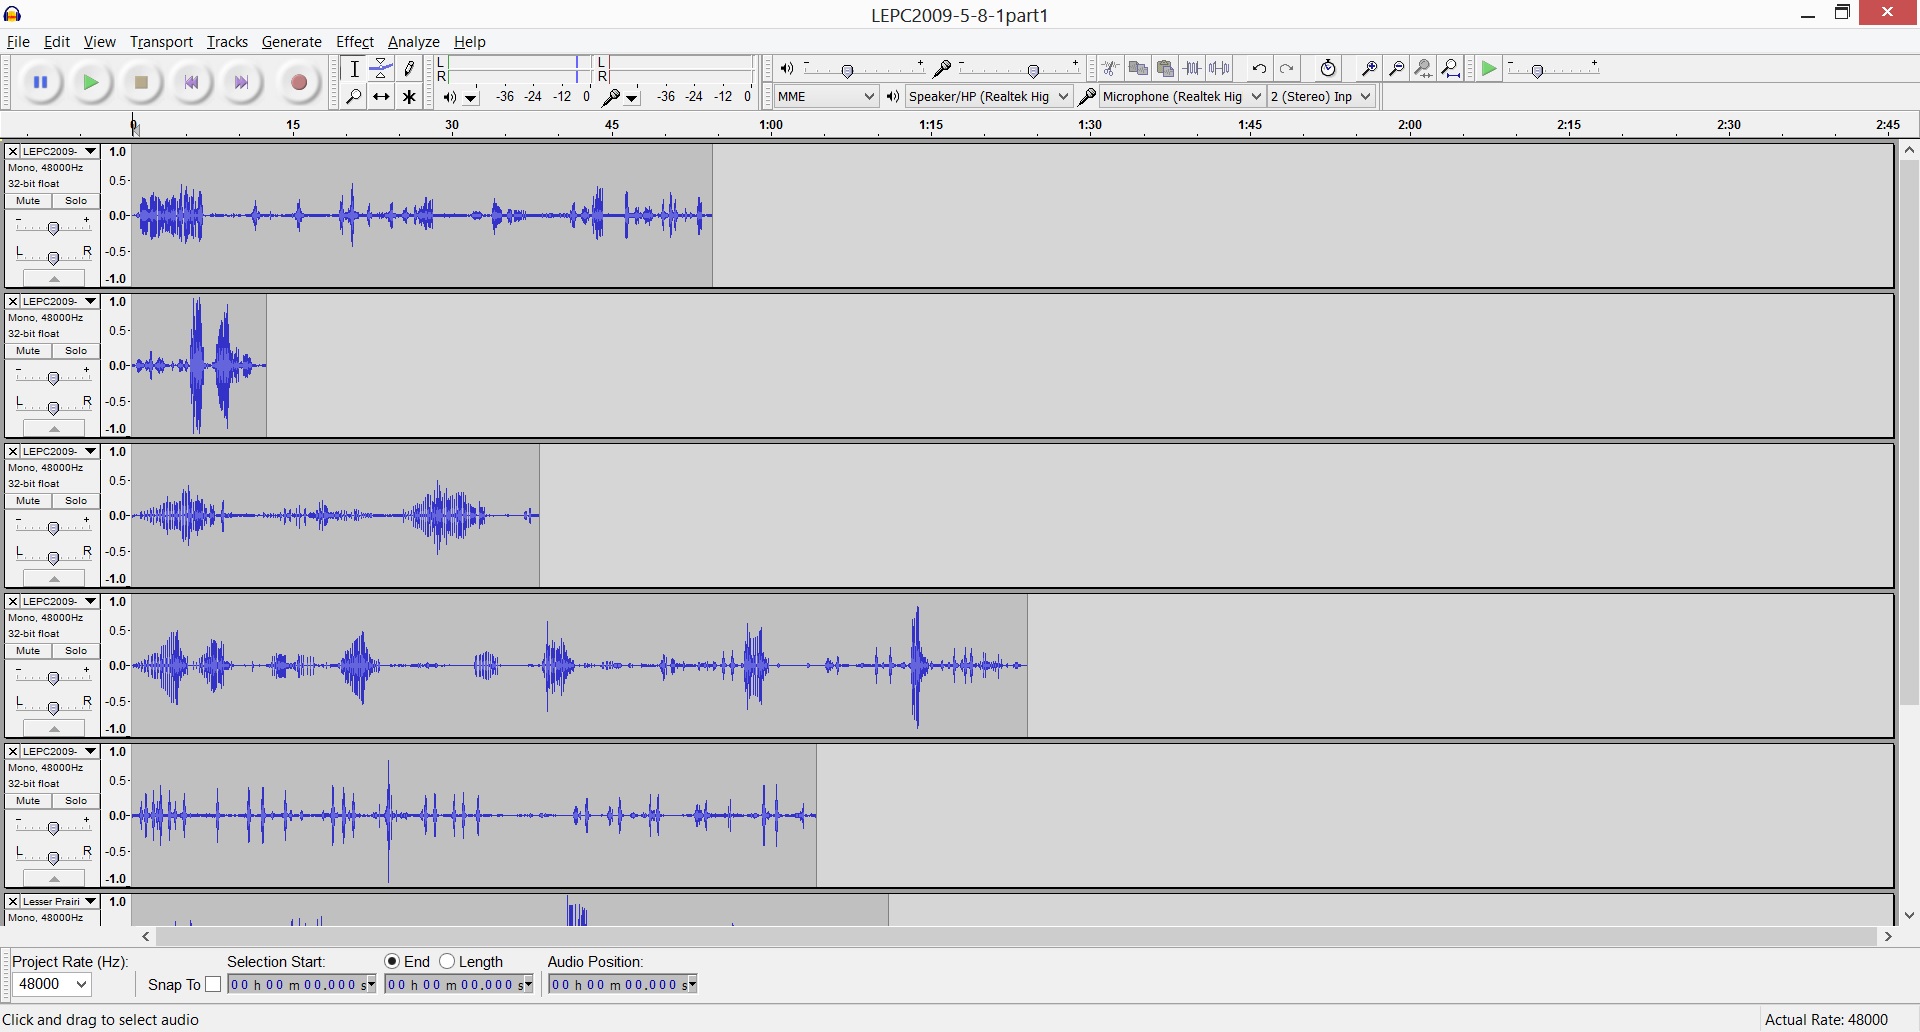 LEPC2009-5-8-1part1
File Edit View Transport Tracks Generate Effect Analyze Help
L
R
-36 -24 -12 0
L
R
-36 -24 -12 0
MME Speaker/HP (Realtek Hig Microphone (Realtek Hig 2 (Stereo) Inp
0 15 30 45 1:00 1:15 1:30 1:45 2:00 2:15 2:30 2:45
LEPC2009-
Mono, 48000Hz
32-bit float
Mute Solo
- +
L R
1.0
0.5-
0.0-
-0.5-
-1.0
LEPC2009-
Mono, 48000Hz
32-bit float
Mute Solo
- +
L R
1.0
0.5-
0.0-
-0.5-
-1.0
LEPC2009-
Mono, 48000Hz
32-bit float
Mute Solo
- +
L R
1.0
0.5-
0.0-
-0.5-
-1.0
LEPC2009-
Mono, 48000Hz
32-bit float
Mute Solo
- +
L R
1.0
0.5-
0.0-
-0.5-
-1.0
LEPC2009-
Mono, 48000Hz
32-bit float
Mute Solo
- +
L R
1.0
0.5-
0.0-
-0.5-
-1.0
Lesser Prairi
Mono, 48000Hz
1.0
Project Rate (Hz): Selection Start: End Length Audio Position:
48000 Snap To 00 h 00 m 00.000 s 00 h 00 m 00.000 s 00 h 00 m 00.000 s
Click and drag to select audio Actual Rate: 48000